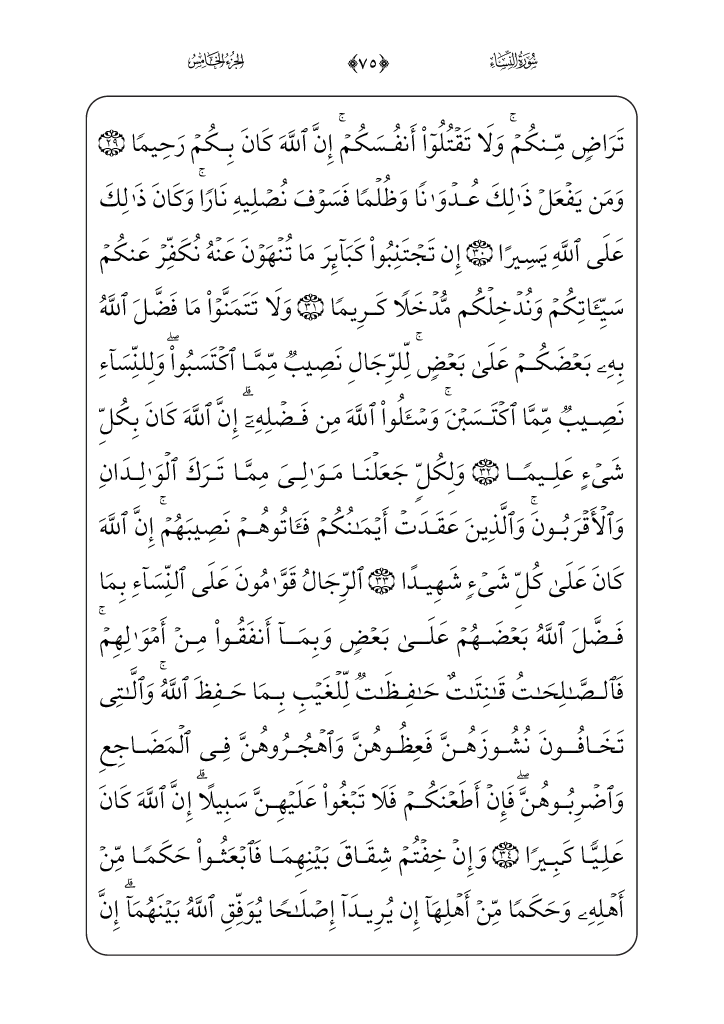 سُورَةُ النِّسَاءِ ﴿٧٥﴾ الجُزْءُ الخَامِسُ
تَرَاضٖ مِّنكُمۡۚ وَلَا تَقۡتُلُوٓاْ أَنفُسَكُمۡۚ إِنَّ ٱللَّهَ كَانَ بِكُمۡ رَحِيمٗا ۝٢٩
وَمَن يَفۡعَلۡ ذَٰلِكَ عُدۡوَٰنٗا وَظُلۡمٗا فَسَوۡفَ نُصۡلِيهِ نَارٗاۚ وَكَانَ ذَٰلِكَ
عَلَى ٱللَّهِ يَسِيرًا ۝٣٠ إِن تَجۡتَنِبُواْ كَبَآئِرَ مَا تُنۡهَوۡنَ عَنۡهُ نُكَفِّرۡ عَنكُمۡ
سَيِّـَٔاتِكُمۡ وَنُدۡخِلۡكُم مُّدۡخَلٗا كَرِيمٗا ۝٣١ وَلَا تَتَمَنَّوۡاْ مَا فَضَّلَ ٱللَّهُ
بِهِۦ بَعۡضَكُمۡ عَلَىٰ بَعۡضٖۚ لِّلرِّجَالِ نَصِيبٞ مِّمَّا ٱكۡتَسَبُواْۖ وَلِلنِّسَآءِ
نَصِيبٞ مِّمَّا ٱكۡتَسَبۡنَۚ وَسۡـَٔلُواْ ٱللَّهَ مِن فَضۡلِهِۦٓۗ إِنَّ ٱللَّهَ كَانَ بِكُلِّ
شَيۡءٍ عَلِيمٗا ۝٣٢ وَلِكُلّٖ جَعَلۡنَا مَوَٰلِيَ مِمَّا تَرَكَ ٱلۡوَٰلِدَانِ
وَٱلۡأَقۡرَبُونَۚ وَٱلَّذِينَ عَقَدَتۡ أَيۡمَٰنُكُمۡ فَـَٔاتُوهُمۡ نَصِيبَهُمۡۚ إِنَّ ٱللَّهَ
كَانَ عَلَىٰ كُلِّ شَيۡءٖ شَهِيدًا ۝٣٣ ٱلرِّجَالُ قَوَّٰمُونَ عَلَى ٱلنِّسَآءِ بِمَا
فَضَّلَ ٱللَّهُ بَعۡضَهُمۡ عَلَىٰ بَعۡضٖ وَبِمَآ أَنفَقُواْ مِنۡ أَمۡوَٰلِهِمۡۚ
فَٱلصَّٰلِحَٰتُ قَٰنِتَٰتٌ حَٰفِظَٰتٞ لِّلۡغَيۡبِ بِمَا حَفِظَ ٱللَّهُۚ وَٱلَّٰتِي
تَخَافُونَ نُشُوزَهُنَّ فَعِظُوهُنَّ وَٱهۡجُرُوهُنَّ فِي ٱلۡمَضَاجِعِ
وَٱضۡرِبُوهُنَّۖ فَإِنۡ أَطَعۡنَكُمۡ فَلَا تَبۡغُواْ عَلَيۡهِنَّ سَبِيلًاۗ إِنَّ ٱللَّهَ كَانَ
عَلِيّٗا كَبِيرٗا ۝٣٤ وَإِنۡ خِفۡتُمۡ شِقَاقَ بَيۡنِهِمَا فَٱبۡعَثُواْ حَكَمٗا مِّنۡ
أَهۡلِهِۦ وَحَكَمٗا مِّنۡ أَهۡلِهَآ إِن يُرِيدَآ إِصۡلَٰحٗا يُوَفِّقِ ٱللَّهُ بَيۡنَهُمَآۗ إِنَّ